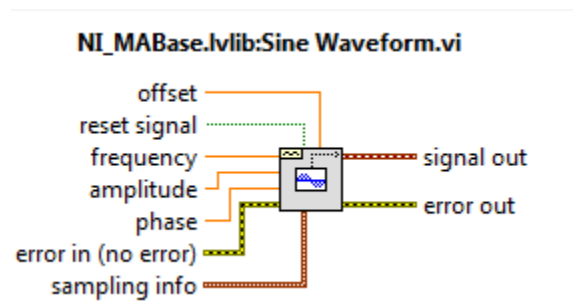 NI_MABase.lvlib:Sine Waveform.vi
offset
reset signal
frequency
amplitude
phase
error in (no error)
sampling info
signal out
error out